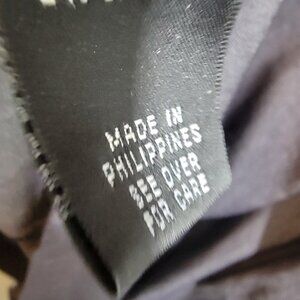 MADE IN
PHILIPPINES
SEE OVER
FOR CARE